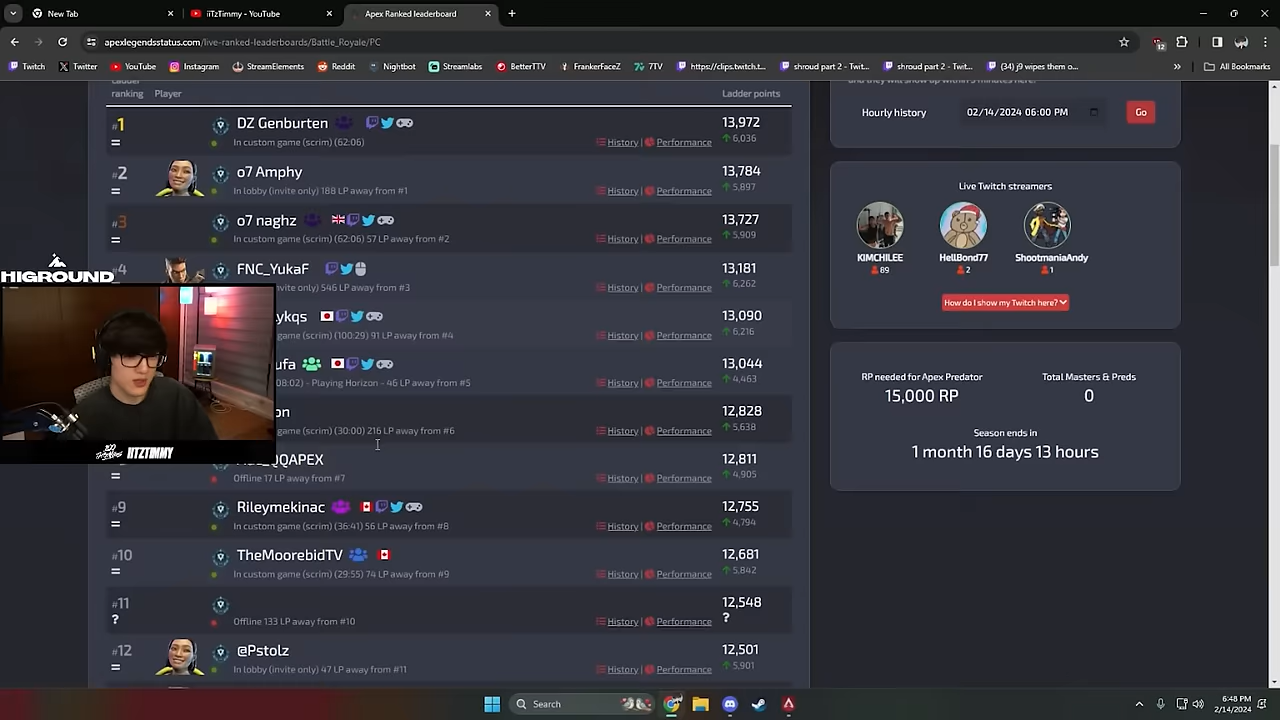 New Tab
iiTzTimmy - YouTube
Apex Ranked leaderboard
apexlegendsstatus.com/live-ranked-leaderboards/Battle_Royale/PC
12
Twitch
Twitter
YouTube
Instagram
StreamElements
Reddit
Nightbot
Streamlabs
BetterTTV
FrankerFaceZ
7TV
https://clips.twitch.t...
shroud part 2 - Twit...
shroud part 2 - Twit...
(34) j9 wipes them o...
All Bookmarks
ranking Player
Ladder points
#1 DZ Genburten 13,972
= In custom game (scrim) (62:06) History | Performance 6,036
#2 o7 Amphy 13,784
= In lobby (invite only) 188 LP away from #1 History | Performance 5,897
#3 o7 naghz 13,727
= In custom game (scrim) (62:06) 57 LP away from #2 History | Performance 5,909
#4 FNC_YukaF 13,181
(invite only) 546 LP away from #3 History | Performance 6,262
ykqs 13,090
game (scrim) (100:29) 91 LP away from #4 History | Performance 6,216
ufa 13,044
08:02) - Playing Horizon - 46 LP away from #5 History | Performance 4,463
on 12,828
game (scrim) (30:00) 216 LP away from #6 History | Performance 5,638
QQAPEX 12,811
= Offline 17 LP away from #7 History | Performance 4,905
#9 Rileymekinac 12,755
= In custom game (scrim) (36:41) 56 LP away from #8 History | Performance 4,794
#10 TheMoorebidTV 12,681
= In custom game (scrim) (29:55) 74 LP away from #9 History | Performance 5,842
#11 12,548
? Offline 133 LP away from #10 History | Performance ?
#12 @Pstolz 12,501
= In lobby (invite only) 47 LP away from #11 History | Performance 5,901
Hourly history 02/14/2024 06:00 PM Go
Live Twitch streamers
KIMCHILEE HellBond77 ShootmaniaAndy
69 2 1
How do I show my Twitch here?
RP needed for Apex Predator Total Masters & Preds
15,000 RP 0
Season ends in
1 month 16 days 13 hours
HIGROUND
100 Thieves IITZTIMMY
Search
6:48 PM
2/14/2024